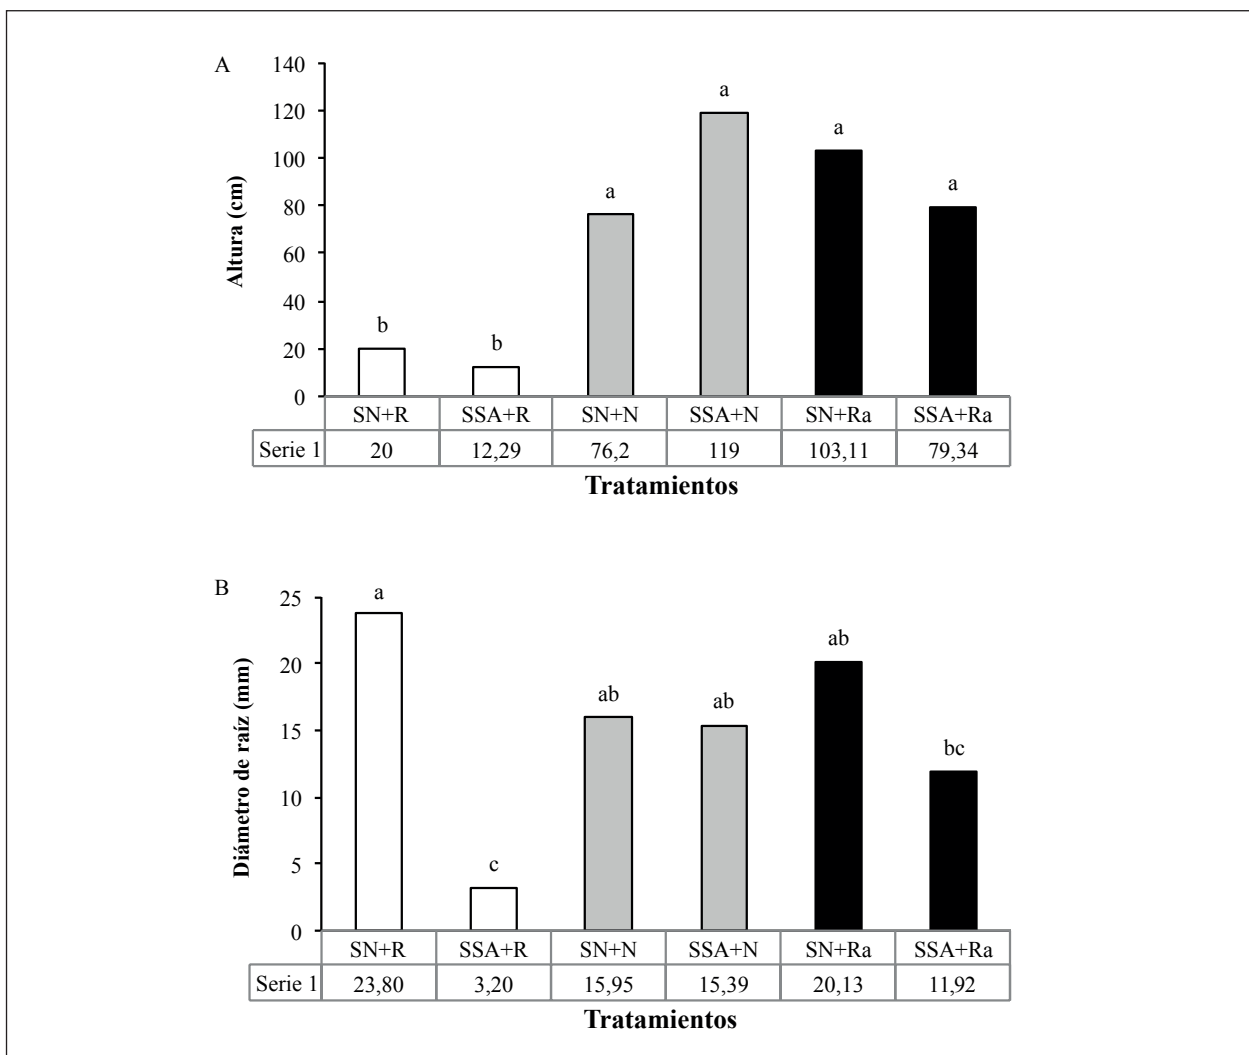 A
Altura (cm)
140
120
100
80
60
40
20
0
b
b
a
a
a
a
SN+R SSA+R SN+N SSA+N SN+Ra SSA+Ra
Serie 1 20 12,29 76,2 119 103,11 79,34
Tratamientos
B
Diámetro de raíz (mm)
25
20
15
10
5
0
a
c
ab
ab
ab
bc
SN+R SSA+R SN+N SSA+N SN+Ra SSA+Ra
Serie 1 23,80 3,20 15,95 15,39 20,13 11,92
Tratamientos